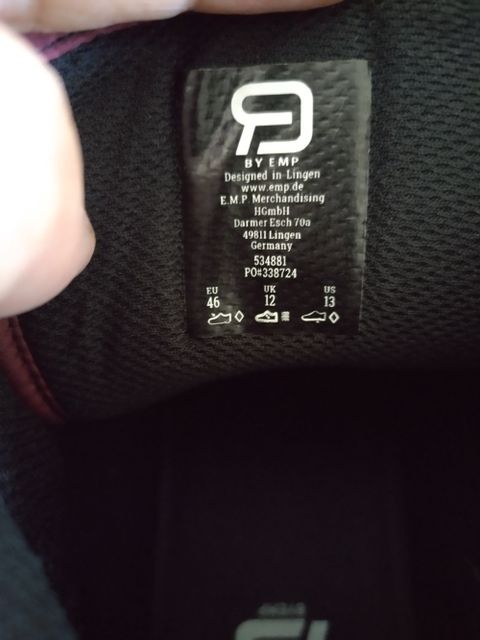 BY EMP
Designed in Lingen
www.emp.de
E.M.P. Merchandising
HGmbH
Darmer Esch 70a
49811 Lingen
Germany
534881
PO#338724
EU UK US
46 12 13